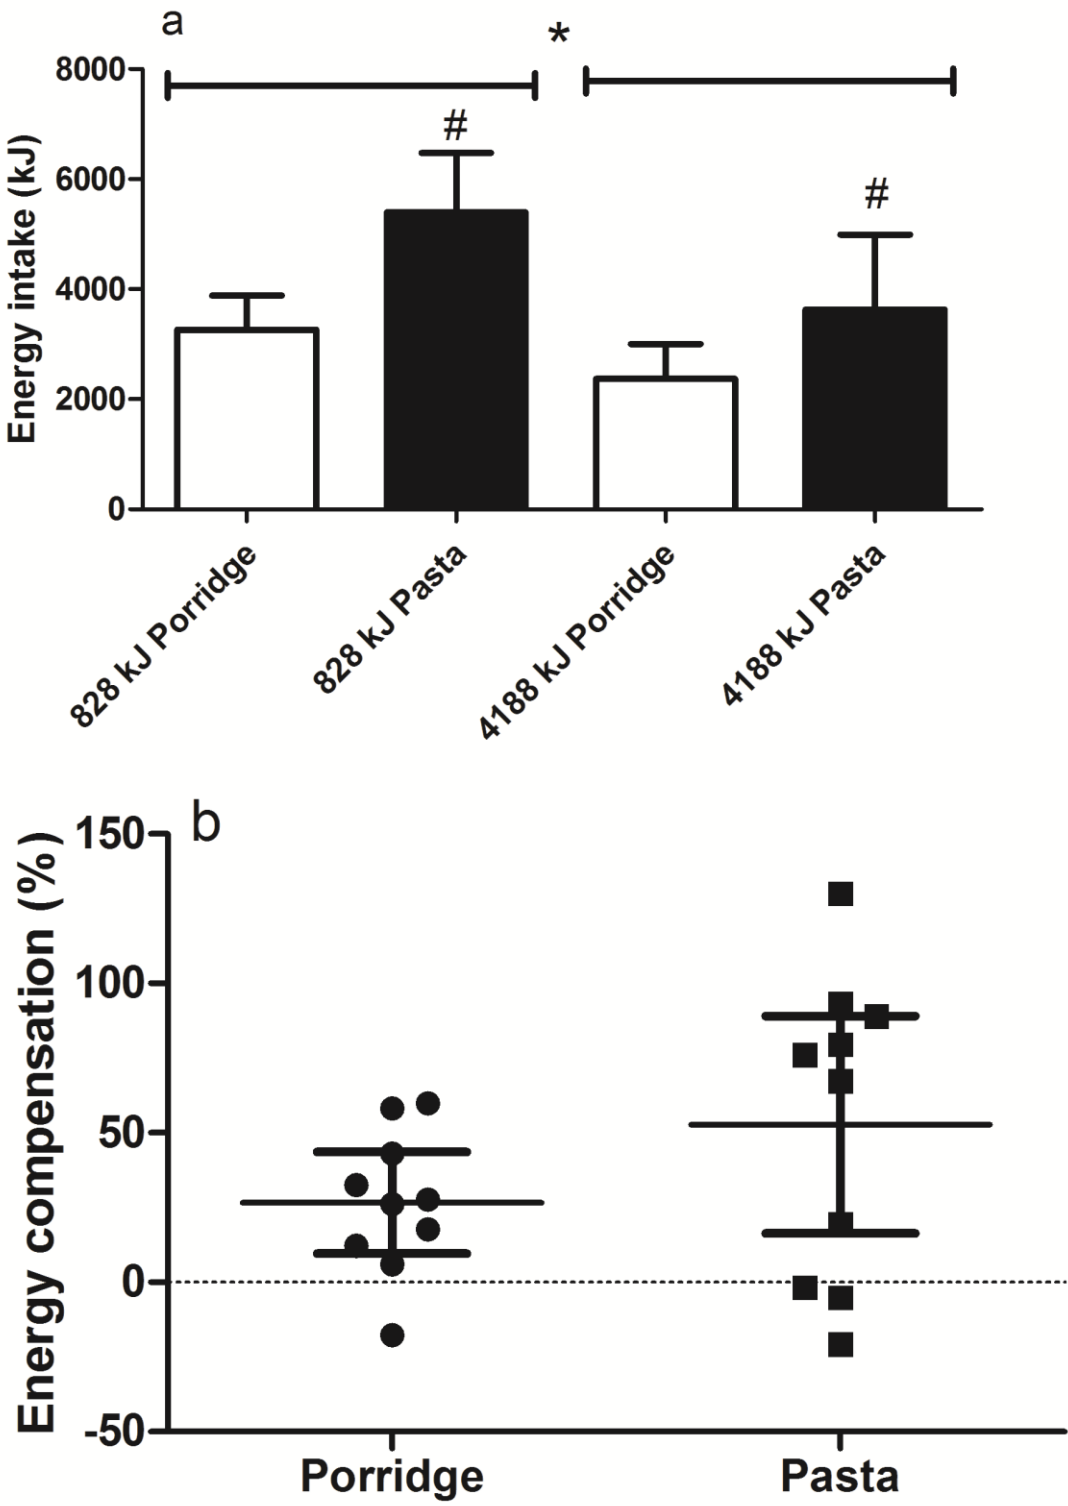 a
*
8000
6000
4000
2000
0
Energy intake (kJ)
#
#
828 kJ Porridge
828 kJ Pasta
4188 kJ Porridge
4188 kJ Pasta
b
150
100
50
0
-50
Energy compensation (%)
Porridge
Pasta